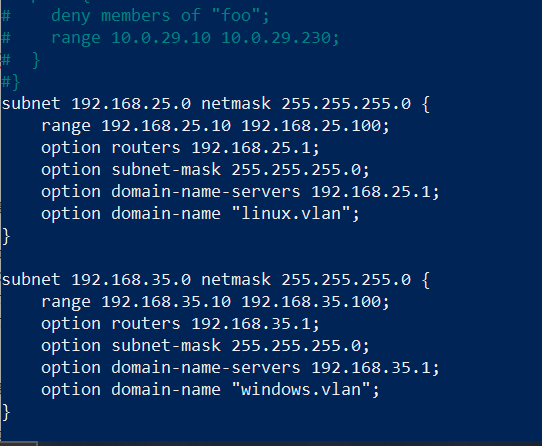 #    deny members of "foo";
#    range 10.0.29.10 10.0.29.230;
#  }
#}
subnet 192.168.25.0 netmask 255.255.255.0 {
    range 192.168.25.10 192.168.25.100;
    option routers 192.168.25.1;
    option subnet-mask 255.255.255.0;
    option domain-name-servers 192.168.25.1;
    option domain-name "linux.vlan";
}

subnet 192.168.35.0 netmask 255.255.255.0 {
    range 192.168.35.10 192.168.35.100;
    option routers 192.168.35.1;
    option subnet-mask 255.255.255.0;
    option domain-name-servers 192.168.35.1;
    option domain-name "windows.vlan";
}